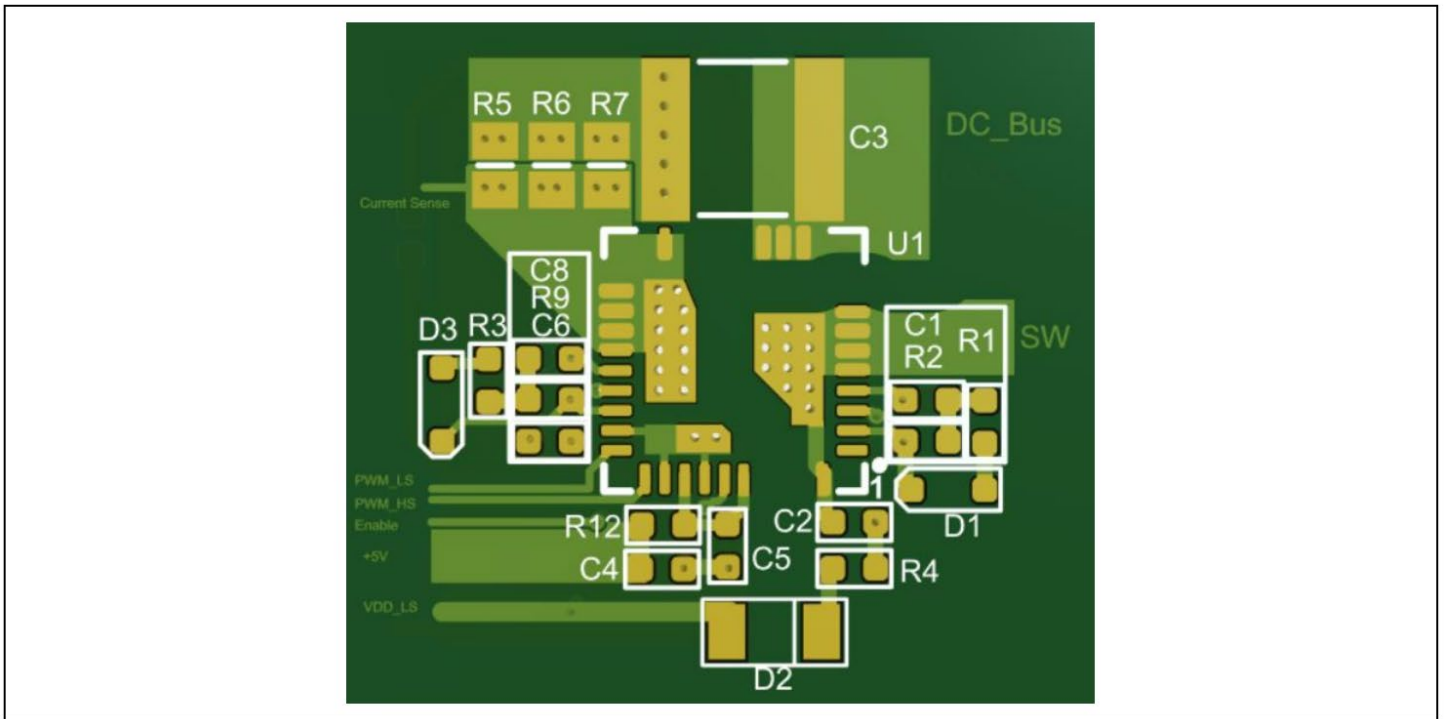 R5 R6 R7
C3
DC_Bus
Current Sense
U1
C8
R9
C6
D3
R3
C1
R2
R1
SW
PWM_LS
PWM_HS
Enable
+5V
VDD_LS
1
R12
C2
D1
C4
C5
R4
D2